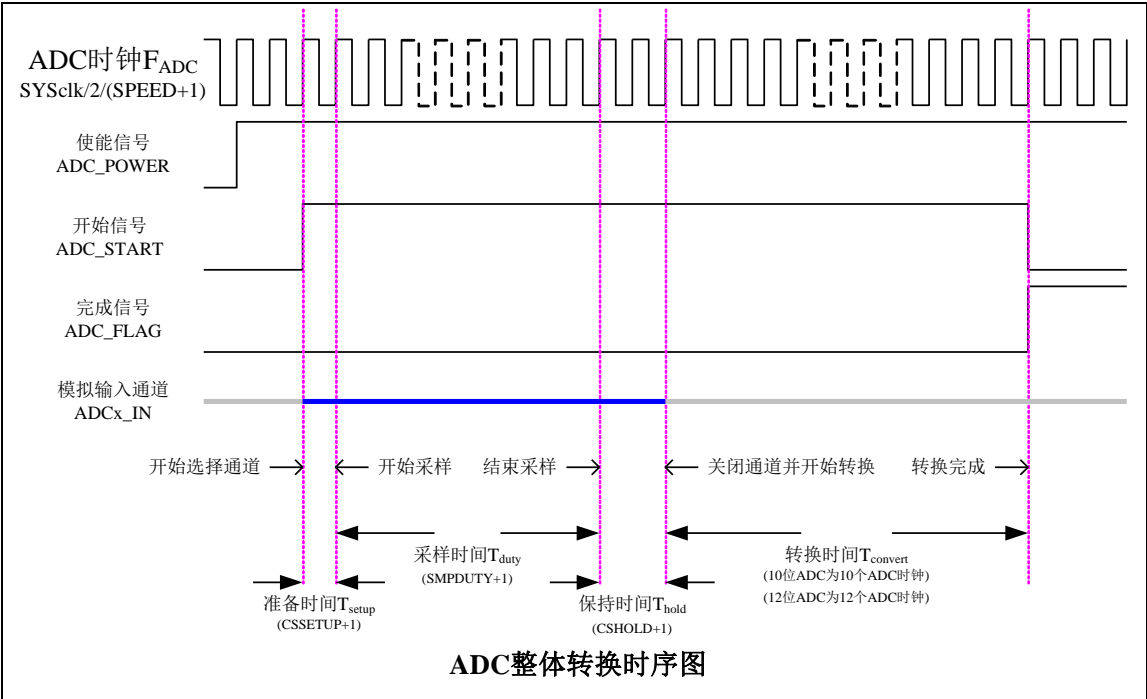 ADC时钟FADC
SYSclk/2/(SPEED+1)
使能信号
ADC_POWER
开始信号
ADC_START
完成信号
ADC_FLAG
模拟输入通道
ADCx_IN
开始选择通道
开始采样
结束采样
关闭通道并开始转换
转换完成
采样时间Tduty
(SMPDUTY+1)
转换时间Tconvert
(10位ADC为10个ADC时钟)
(12位ADC为12个ADC时钟)
准备时间Tsetup
(CSSETUP+1)
保持时间Thold
(CSHOLD+1)
ADC整体转换时序图